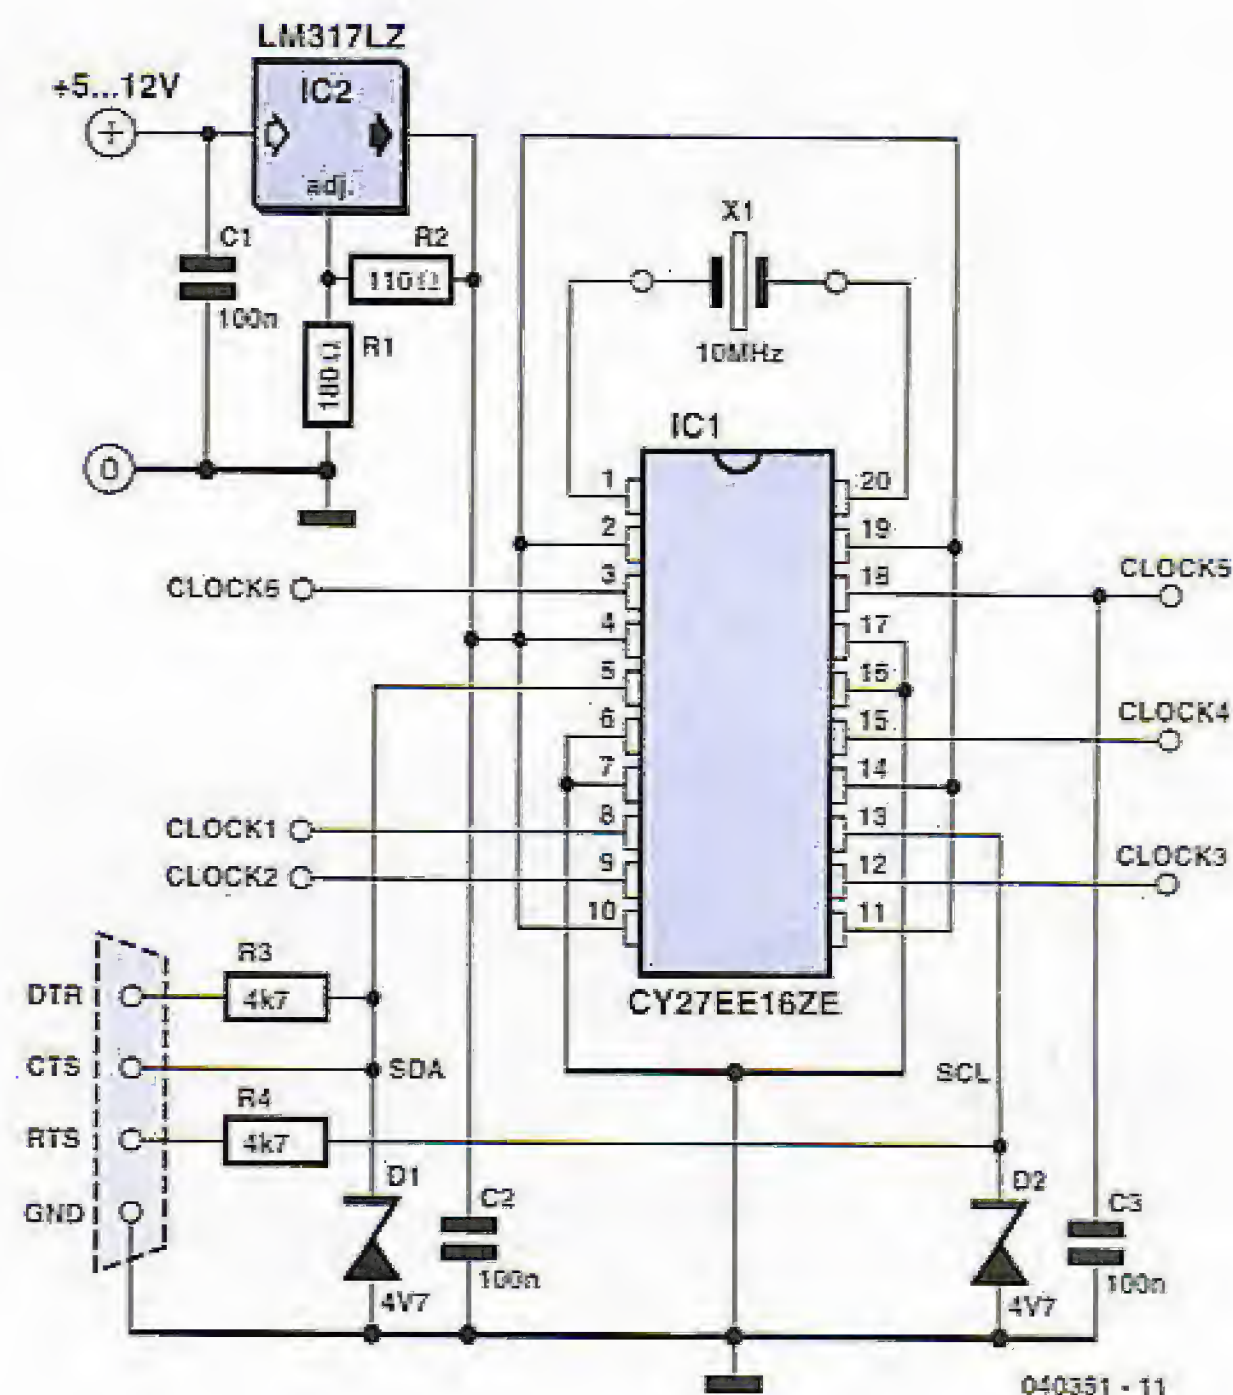 LM317LZ
+5...12V
IC2
adj.
C1
100n
R2
110Ω
R1
180Ω
0
X1
10MHz
IC1
1
2
3
4
5
6
7
8
9
10
20
19
18
17
16
15
14
13
12
11
CLOCK6
CLOCK5
CLOCK4
CLOCK1
CLOCK2
CLOCK3
CY27EE16ZE
DTR
R3
4k7
CTS
SDA
SCL
RTS
R4
4k7
GND
D1
4V7
C2
100n
D2
4V7
C3
100n
040351 - 11